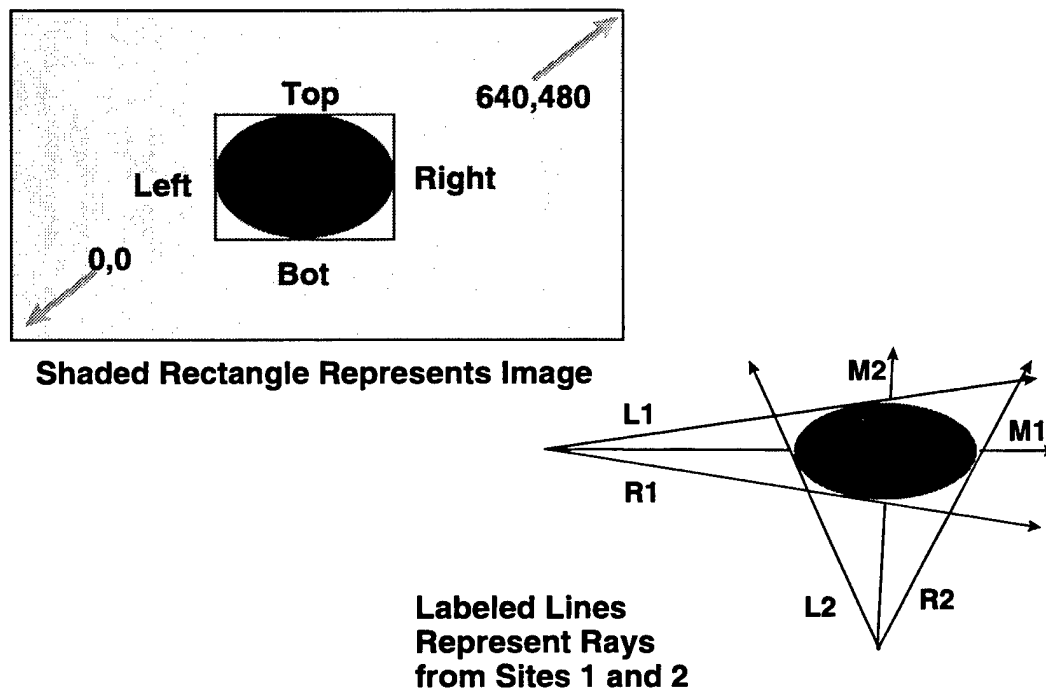 640,480
Top
Left
Right
0,0
Bot
Shaded Rectangle Represents Image
M2
L1
M1
R1
L2
R2
Labeled Lines
Represent Rays
from Sites 1 and 2